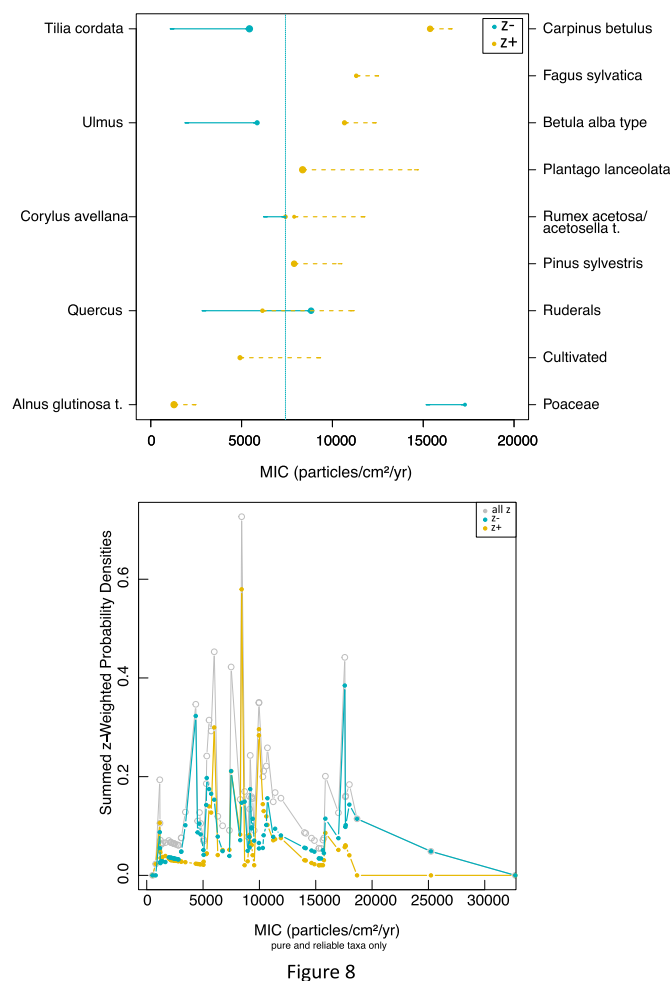 Tilia cordata
Ulmus
Corylus avellana
Quercus
Alnus glutinosa t.
z-
z+
Carpinus betulus
Fagus sylvatica
Betula alba type
Plantago lanceolata
Rumex acetosa/
acetosella t.
Pinus sylvestris
Ruderals
Cultivated
Poaceae
0 5000 10000 15000 20000
MIC (particles/cm²/yr)
Summed z-Weighted Probability Densities
0.6
0.4
0.2
0.0
all z
z-
z+
0 5000 10000 15000 20000 25000 30000
MIC (particles/cm²/yr)
pure and reliable taxa only
Figure 8